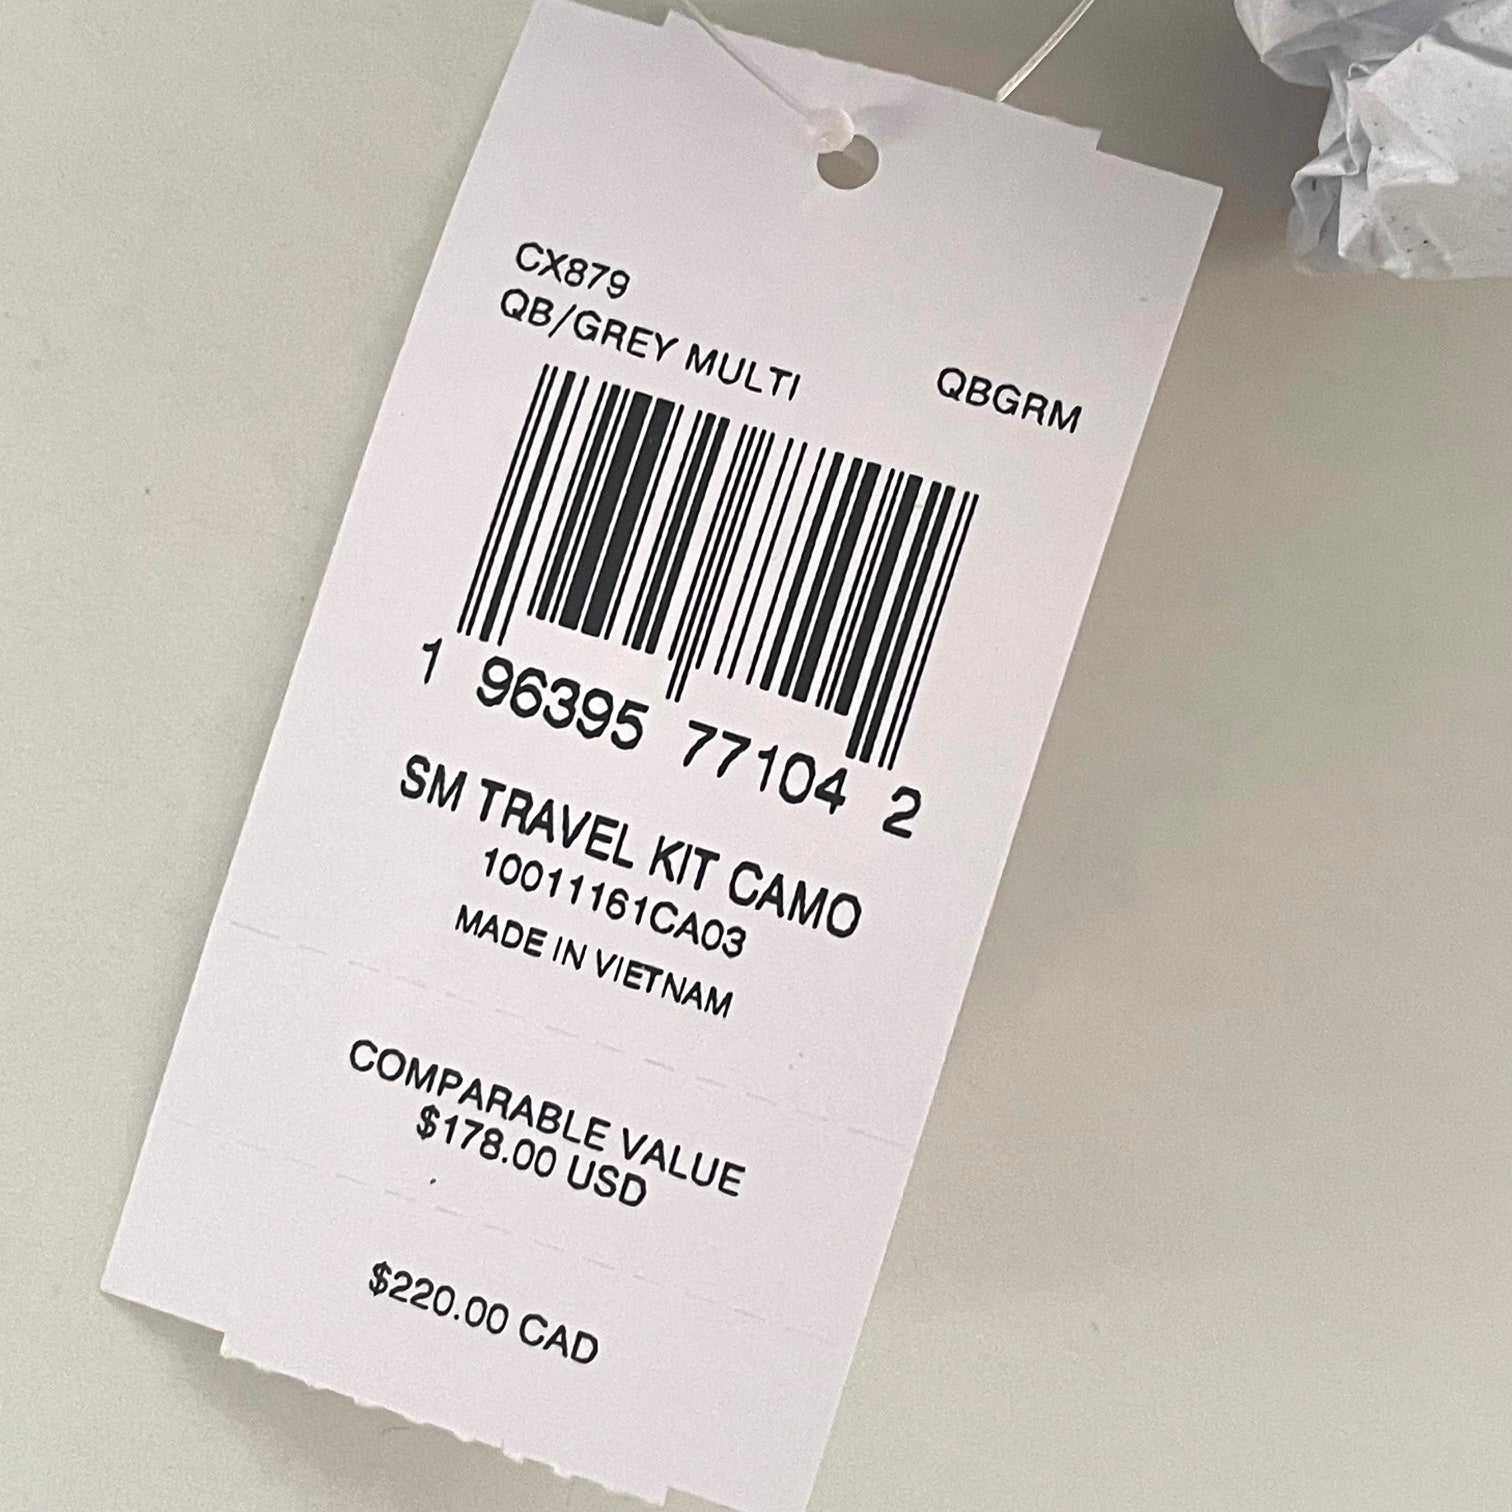 CX879
QB/GREY MULTI QBGRM
1 96395 77104 2
SM TRAVEL KIT CAMO
10011161CA03
MADE IN VIETNAM
COMPARABLE VALUE
$178.00 USD
$220.00 CAD